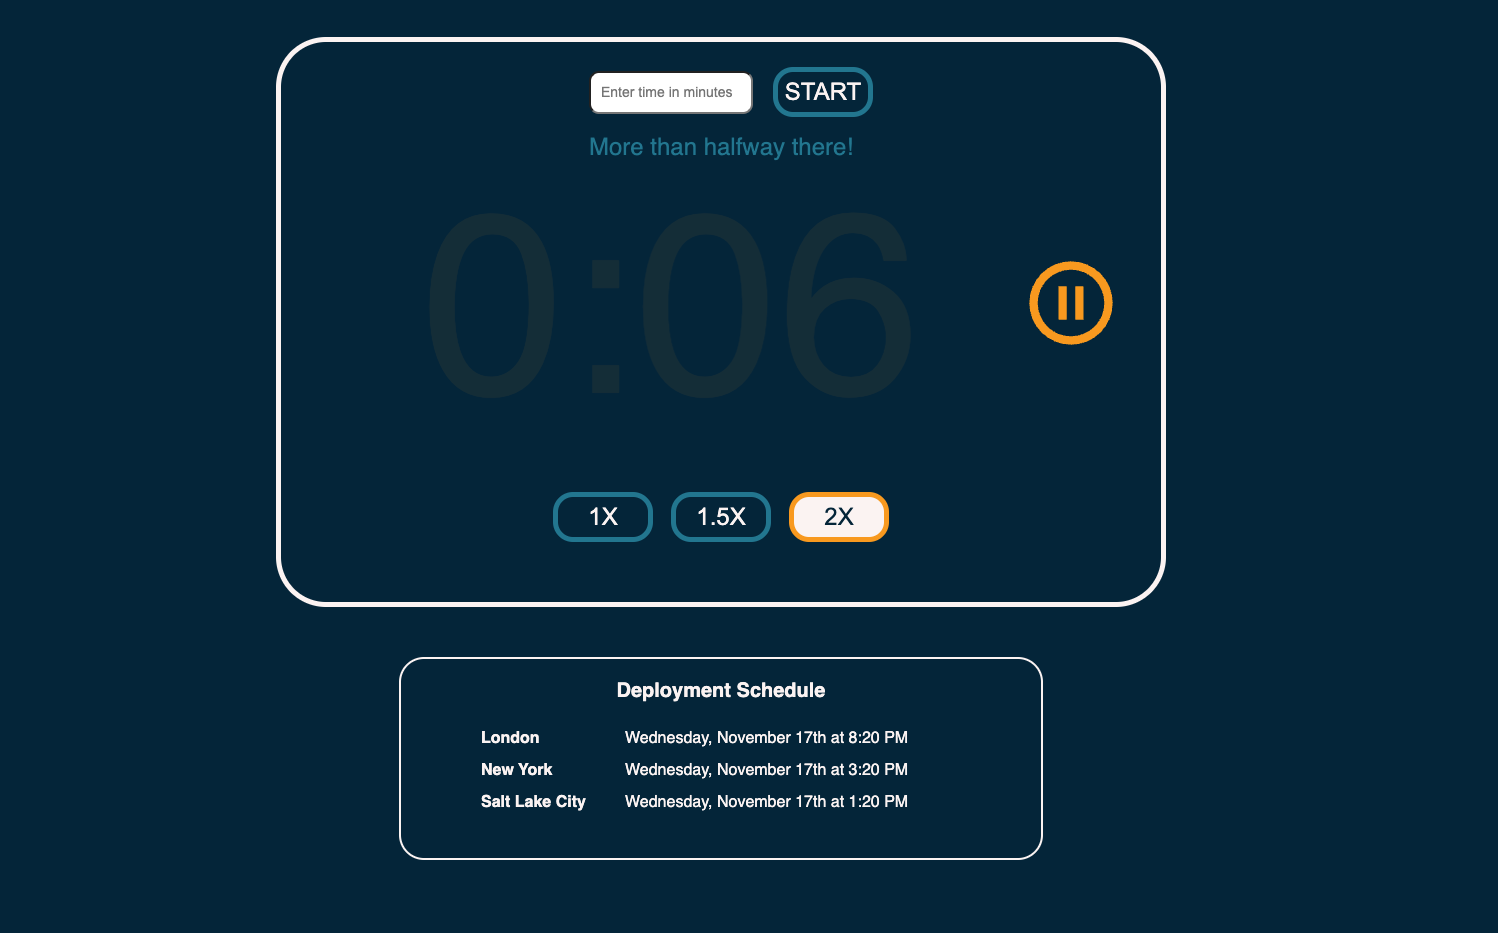 Enter time in minutes START
More than halfway there!
0:06
1X 1.5X 2X
Deployment Schedule
London Wednesday, November 17th at 8:20 PM
New York Wednesday, November 17th at 3:20 PM
Salt Lake City Wednesday, November 17th at 1:20 PM